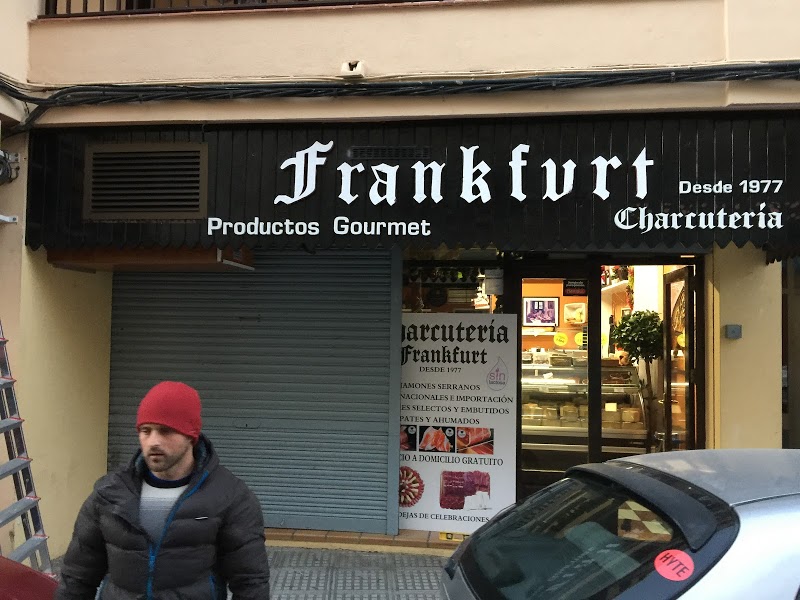 Frankfurt
Desde 1977
Productos Gourmet
Charcutería
harcutería
Frankfurt
DESDE 1977
sin
JAMONES SERRANOS
NACIONALES E IMPORTACIÓN
ES SELECTOS Y EMBUTIDOS
PATES Y AHUMADOS
CIO A DOMICILIO GRATUITO
DEJAS DE CELEBRACIONES
HYTE